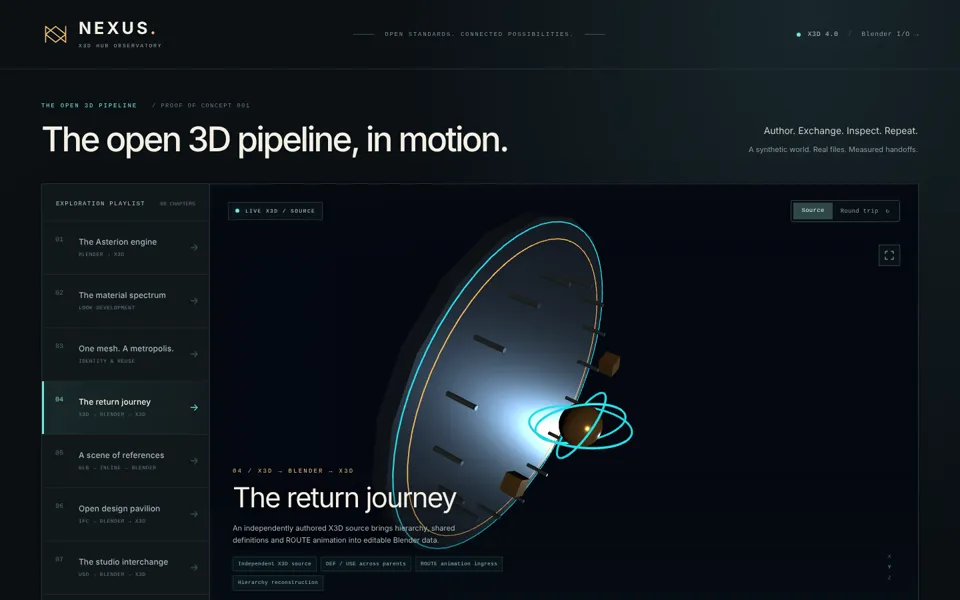 NEXUS.
X3D HUB OBSERVATORY
OPEN STANDARDS. CONNECTED POSSIBILITIES.
X3D 4.0 / Blender I/O
THE OPEN 3D PIPELINE / PROOF OF CONCEPT 001
The open 3D pipeline, in motion.
Author. Exchange. Inspect. Repeat.
A synthetic world. Real files. Measured handoffs.
EXPLORATION PLAYLIST
CHAPTERS
01 The Asterion engine →
BLENDER → X3D
02 The material spectrum →
LOOK DEVELOPMENT
03 One mesh. A metropolis. →
IDENTITY & REUSE
04 The return journey →
X3D → BLENDER → X3D
05 A scene of references →
GLB → INLINE → BLENDER
06 Open design pavilion →
IFC → BLENDER → X3D
07 The studio interchange →
USD → BLENDER → X3D
LIVE X3D / SOURCE
Source Round trip
04 / X3D → BLENDER → X3D
The return journey
An independently authored X3D source brings hierarchy, shared
definitions and ROUTE animation into editable Blender data.
Independent X3D source DEF / USE across parents ROUTE animation ingress
Hierarchy reconstruction